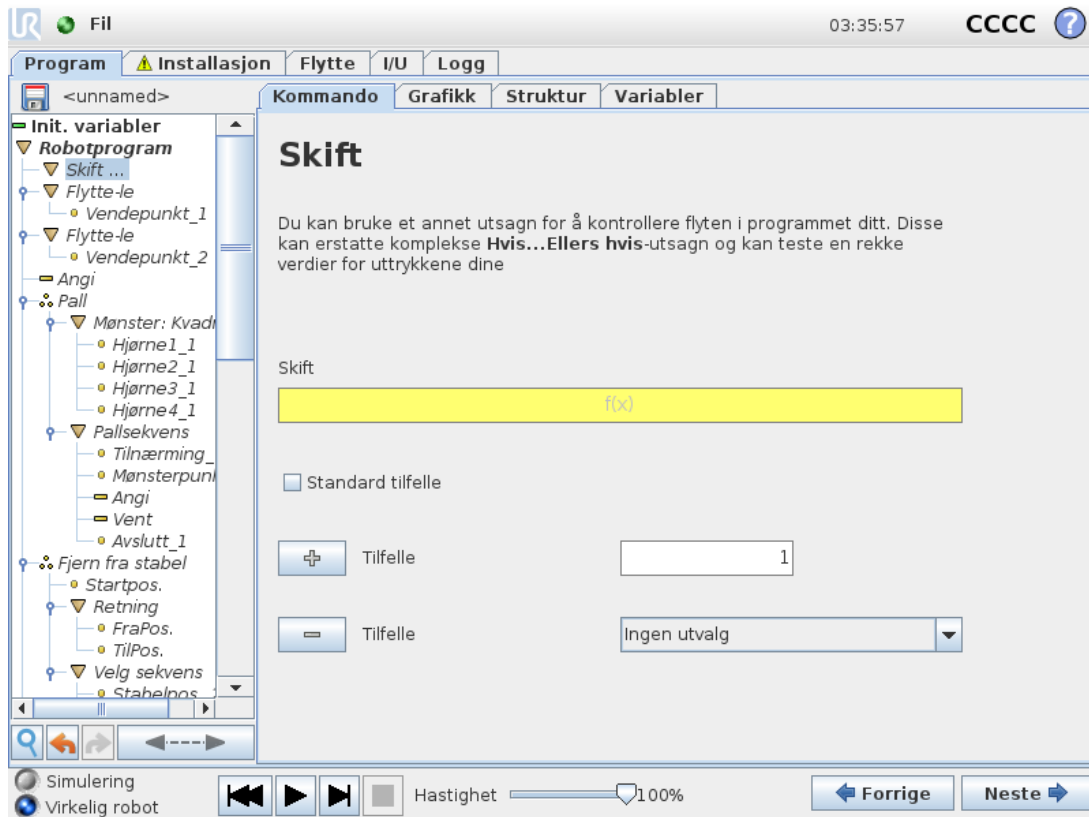 UR
Fil
03:35:57
CCCC
?
Program
Installasjon
Flytte
I/U
Logg
<unnamed>
Kommando
Grafikk
Struktur
Variabler
Init. variabler
Robotprogram
Skift ...
Flytte-le
Vendepunkt_1
Flytte-le
Vendepunkt_2
Angi
Pall
Mønster: Kvadr
Hjørne1_1
Hjørne2_1
Hjørne3_1
Hjørne4_1
Pallsekvens
Tilnærming_
Mønsterpunk
Angi
Vent
Avslutt_1
Fjern fra stabel
Startpos.
Retning
FraPos.
TilPos.
Velg sekvens
Skift
Du kan bruke et annet utsagn for å kontrollere flyten i programmet ditt. Disse
kan erstatte komplekse Hvis...Ellers hvis-utsagn og kan teste en rekke
verdier for uttrykkene dine
Skift
f(x)
Standard tilfelle
Tilfelle
1
Tilfelle
Ingen utvalg
Simulering
Virkelig robot
Hastighet
100%
Forrige
Neste